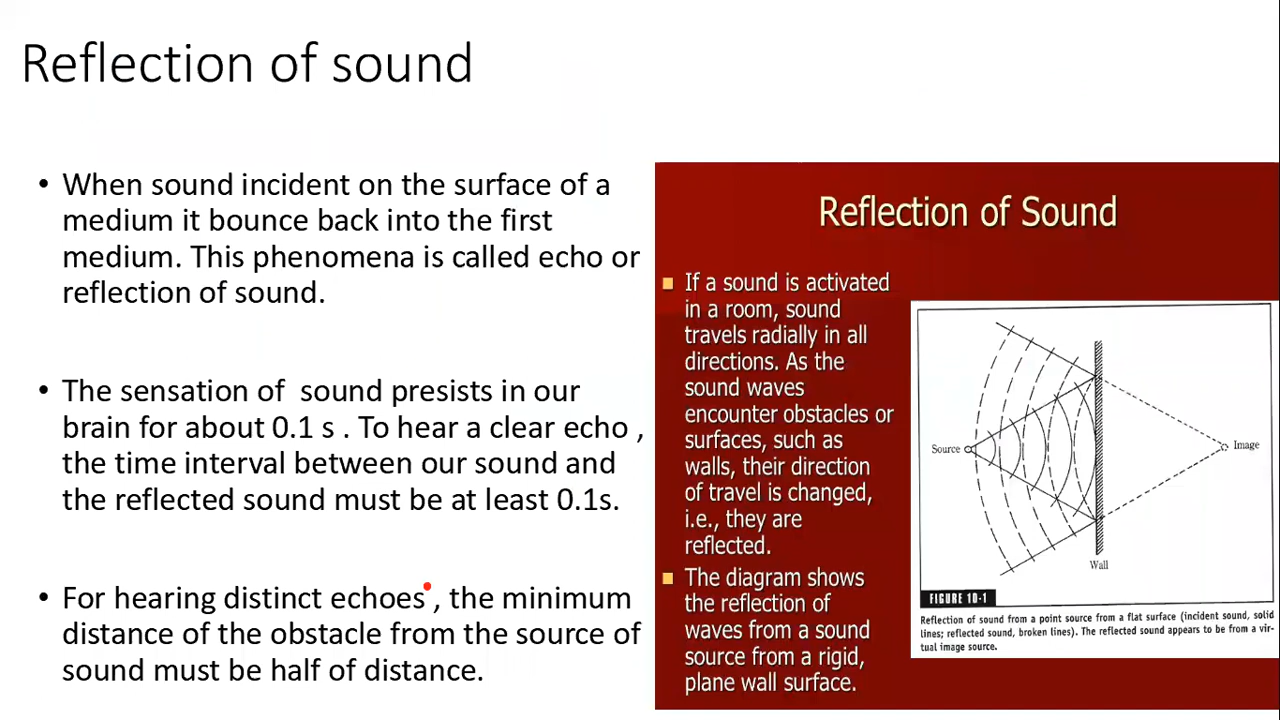 Reflection of sound
• When sound incident on the surface of a
medium it bounce back into the first
medium. This phenomena is called echo or
reflection of sound.
• The sensation of  sound presists in our
brain for about 0.1 s . To hear a clear echo ,
the time interval between our sound and
the reflected sound must be at least 0.1s.
• For hearing distinct echoes , the minimum
distance of the obstacle from the source of
sound must be half of distance.
Reflection of Sound
If a sound is activated
in a room, sound
travels radially in all
directions. As the
sound waves
encounter obstacles or
surfaces, such as
walls, their direction
of travel is changed,
i.e., they are
reflected.
The diagram shows
the reflection of
waves from a sound
source from a rigid,
plane wall surface.
Source
Image
Wall
FIGURE 10-1
Reflection of sound from a point source from a flat surface (incident sound, solid
lines; reflected sound, broken lines). The reflected sound appears to be from a vir-
tual image source.